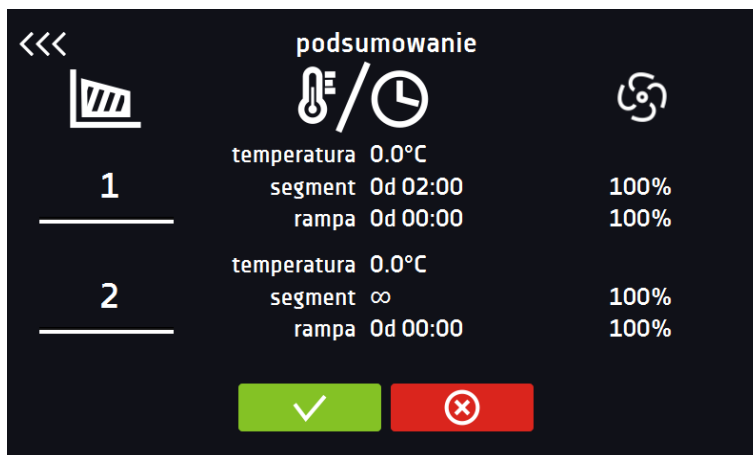 <<<
podsumowanie
temperatura 0.0°C
1 segment 0d 02:00 100%
rampa 0d 00:00 100%
temperatura 0.0°C
2 segment ∞ 100%
rampa 0d 00:00 100%